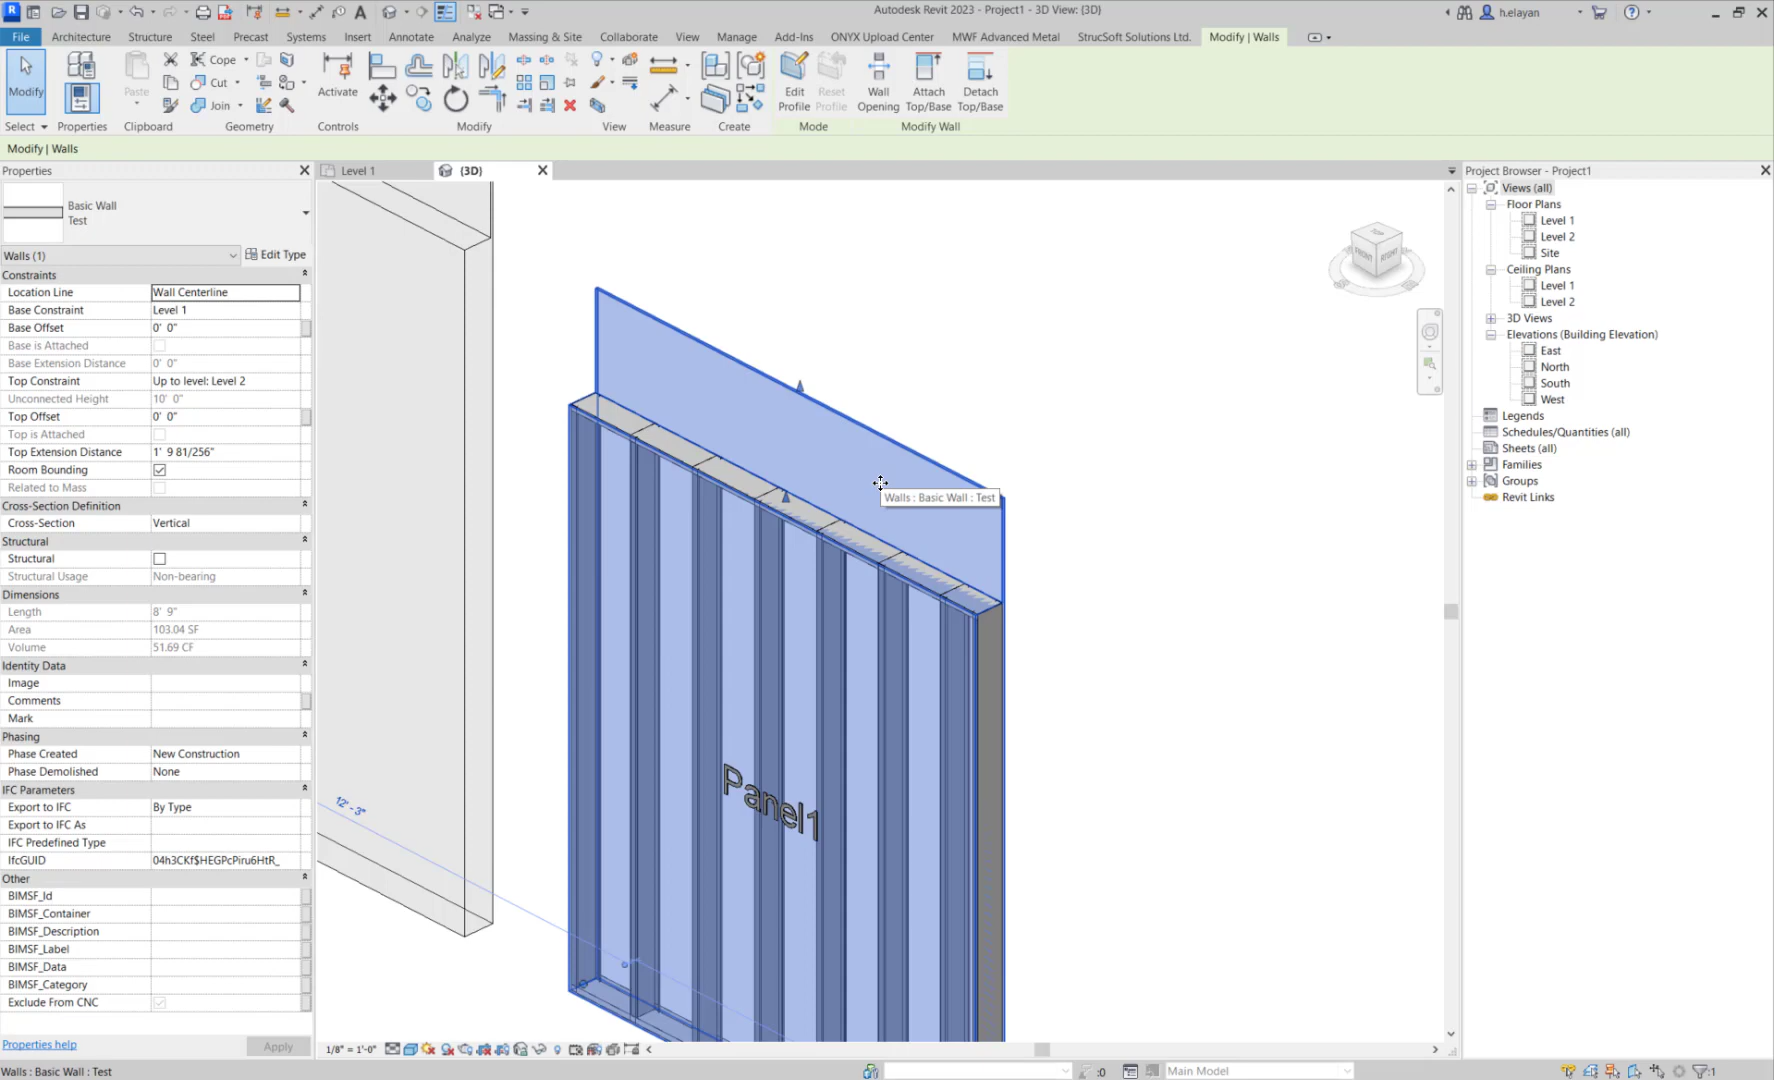 Autodesk Revit 2023 - Project1 - 3D View: {3D}
h.elayan
File Architecture Structure Steel Precast Systems Insert Annotate Analyze Massing & Site Collaborate View Manage Add-Ins ONYX Upload Center MWF Advanced Metal StrucSoft Solutions Ltd. Modify | Walls
Modify
Paste
Cope
Cut
Join
Activate
Edit Profile
Reset Profile
Wall Opening
Attach Top/Base
Detach Top/Base
Select Properties Clipboard Geometry Controls Modify View Measure Create Mode Modify Wall
Modify | Walls
Properties
Basic Wall
Test
Walls (1)
Edit Type
Constraints
Location Line Wall Centerline
Base Constraint Level 1
Base Offset 0' 0"
Base is Attached
Base Extension Distance 0' 0"
Top Constraint Up to level: Level 2
Unconnected Height 10' 0"
Top Offset 0' 0"
Top is Attached
Top Extension Distance 1' 9 81/256"
Room Bounding
Related to Mass
Cross-Section Definition
Cross-Section Vertical
Structural
Structural
Structural Usage Non-bearing
Dimensions
Length 8' 9"
Area 103.04 SF
Volume 51.69 CF
Identity Data
Image
Comments
Mark
Phasing
Phase Created New Construction
Phase Demolished None
IFC Parameters
Export to IFC By Type
Export to IFC As
IFC Predefined Type
IfcGUID 04h3CKf$HEGPcPiru6HtR_
Other
BIMSF_Id
BIMSF_Container
BIMSF_Description
BIMSF_Label
BIMSF_Data
BIMSF_Category
Exclude From CNC
Properties help
Apply
Level 1
{3D}
TOP
FRONT
RIGHT
Walls : Basic Wall : Test
Panel1
12' - 3"
1/8" = 1'-0"
Project Browser - Project1
Views (all)
Floor Plans
Level 1
Level 2
Site
Ceiling Plans
Level 1
Level 2
3D Views
Elevations (Building Elevation)
East
North
South
West
Legends
Schedules/Quantities (all)
Sheets (all)
Families
Groups
Revit Links
Walls : Basic Wall : Test
:0
Main Model
:1